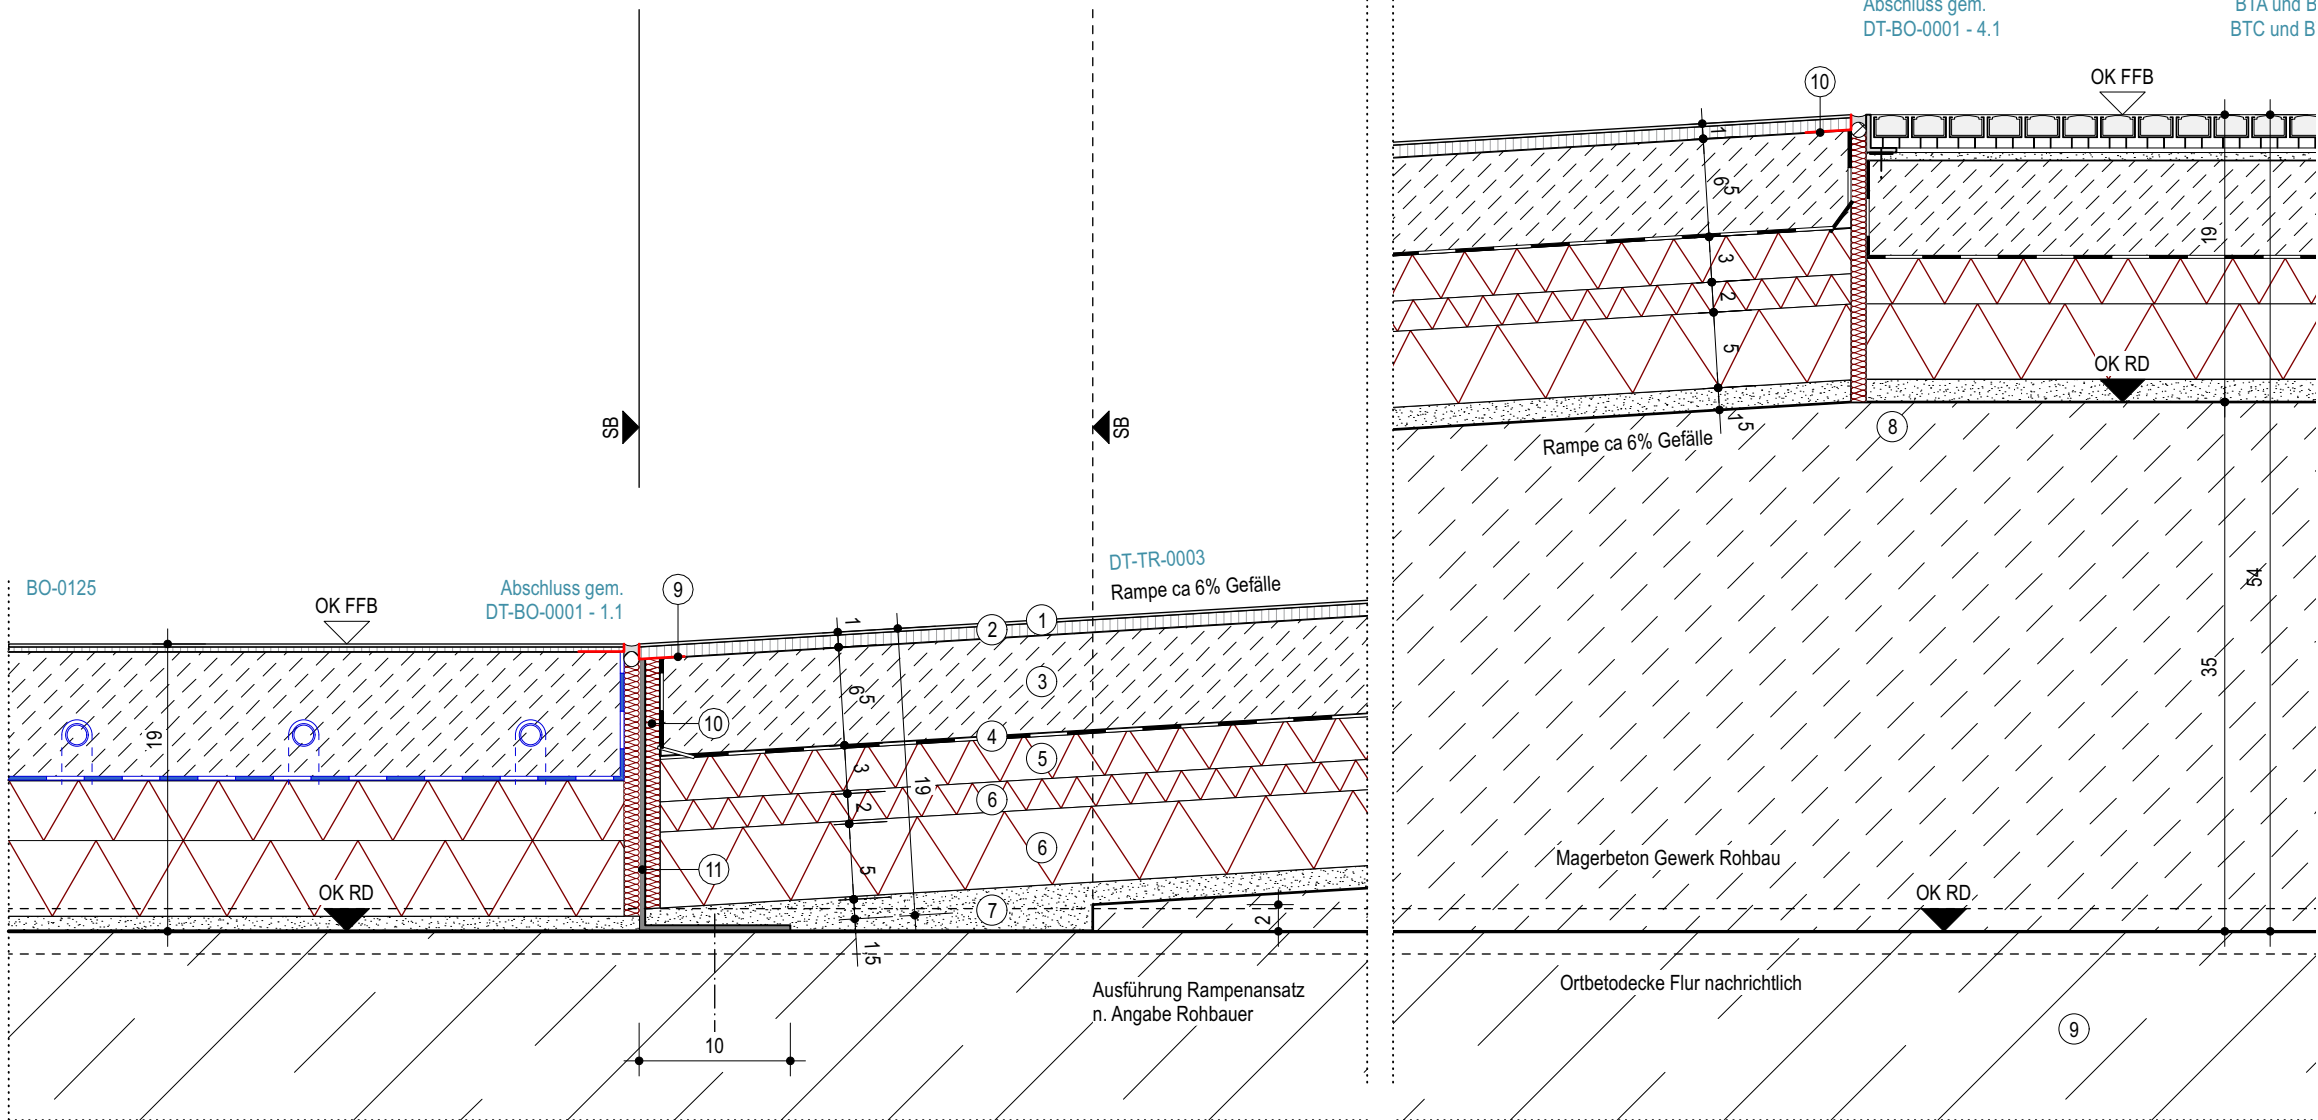 Abschluss gem.
DT-BO-0001 - 4.1
BTA und B
BTC und B
OK FFB
10
1
6
5
3
2
5
1
5
Rampe ca 6% Gefälle
8
OK RD
19
35
54
SB
SB
BO-0125
Abschluss gem.
DT-BO-0001 - 1.1
OK FFB
9
DT-TR-0003
Rampe ca 6% Gefälle
1
2
1
3
6
5
10
4
5
3
19
2
6
6
11
5
7
2
15
19
OK RD
Magerbeton Gewerk Rohbau
OK RD
Ortbetodecke Flur nachrichtlich
9
Ausführung Rampenansatz
n. Angabe Rohbauer
10